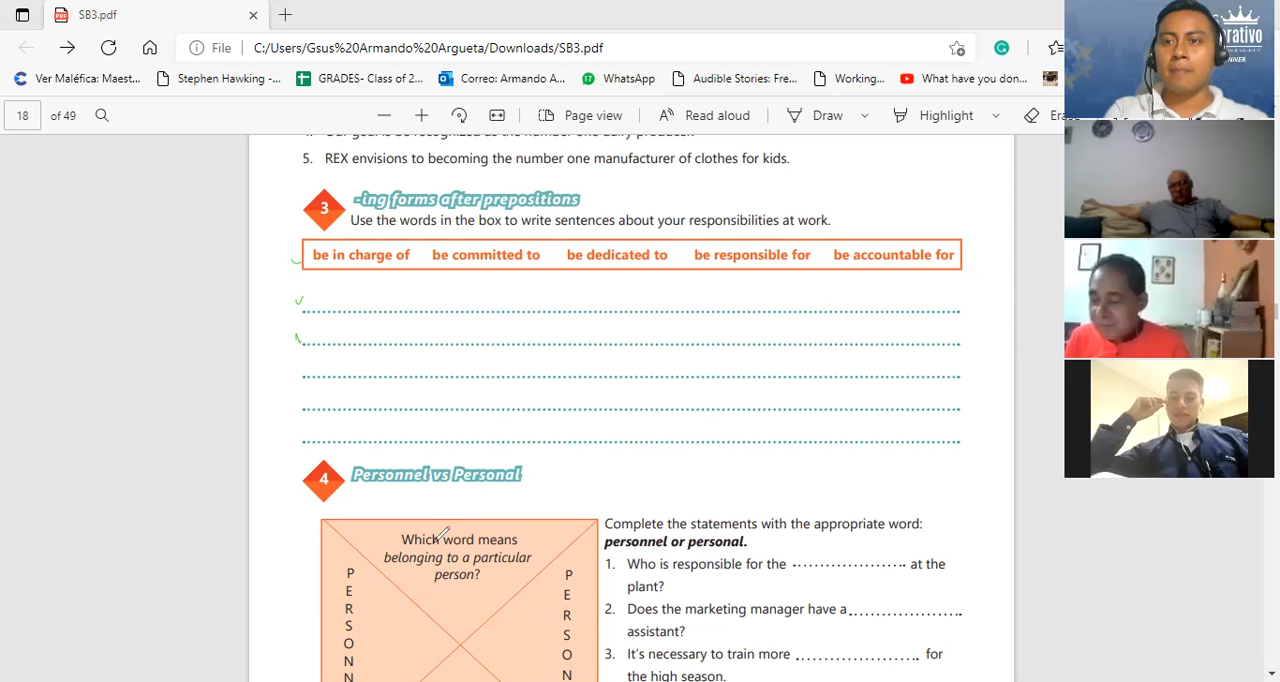 SB3.pdf
File
C:/Users/Gsus%20Armando%20Argueta/Downloads/SB3.pdf
Ver Maléfica: Maest...
Stephen Hawking -...
GRADES- Class of 2...
Correo: Armando A...
WhatsApp
Audible Stories: Fre...
Working...
What have you don...
18 of 49
Page view
Read aloud
Draw
Highlight
5. REX envisions to becoming the number one manufacturer of clothes for kids.
3 -ing forms after prepositions
Use the words in the box to write sentences about your responsibilities at work.
be in charge of be committed to be dedicated to be responsible for be accountable for
4 Personnel vs Personal
Which word means
belonging to a particular
person?
P
E
R
S
O
N
N
P
E
R
S
O
N
Complete the statements with the appropriate word:
personnel or personal.
1. Who is responsible for the .................... at the
plant?
2. Does the marketing manager have a ....................
assistant?
3. It's necessary to train more .................... for
the high season.